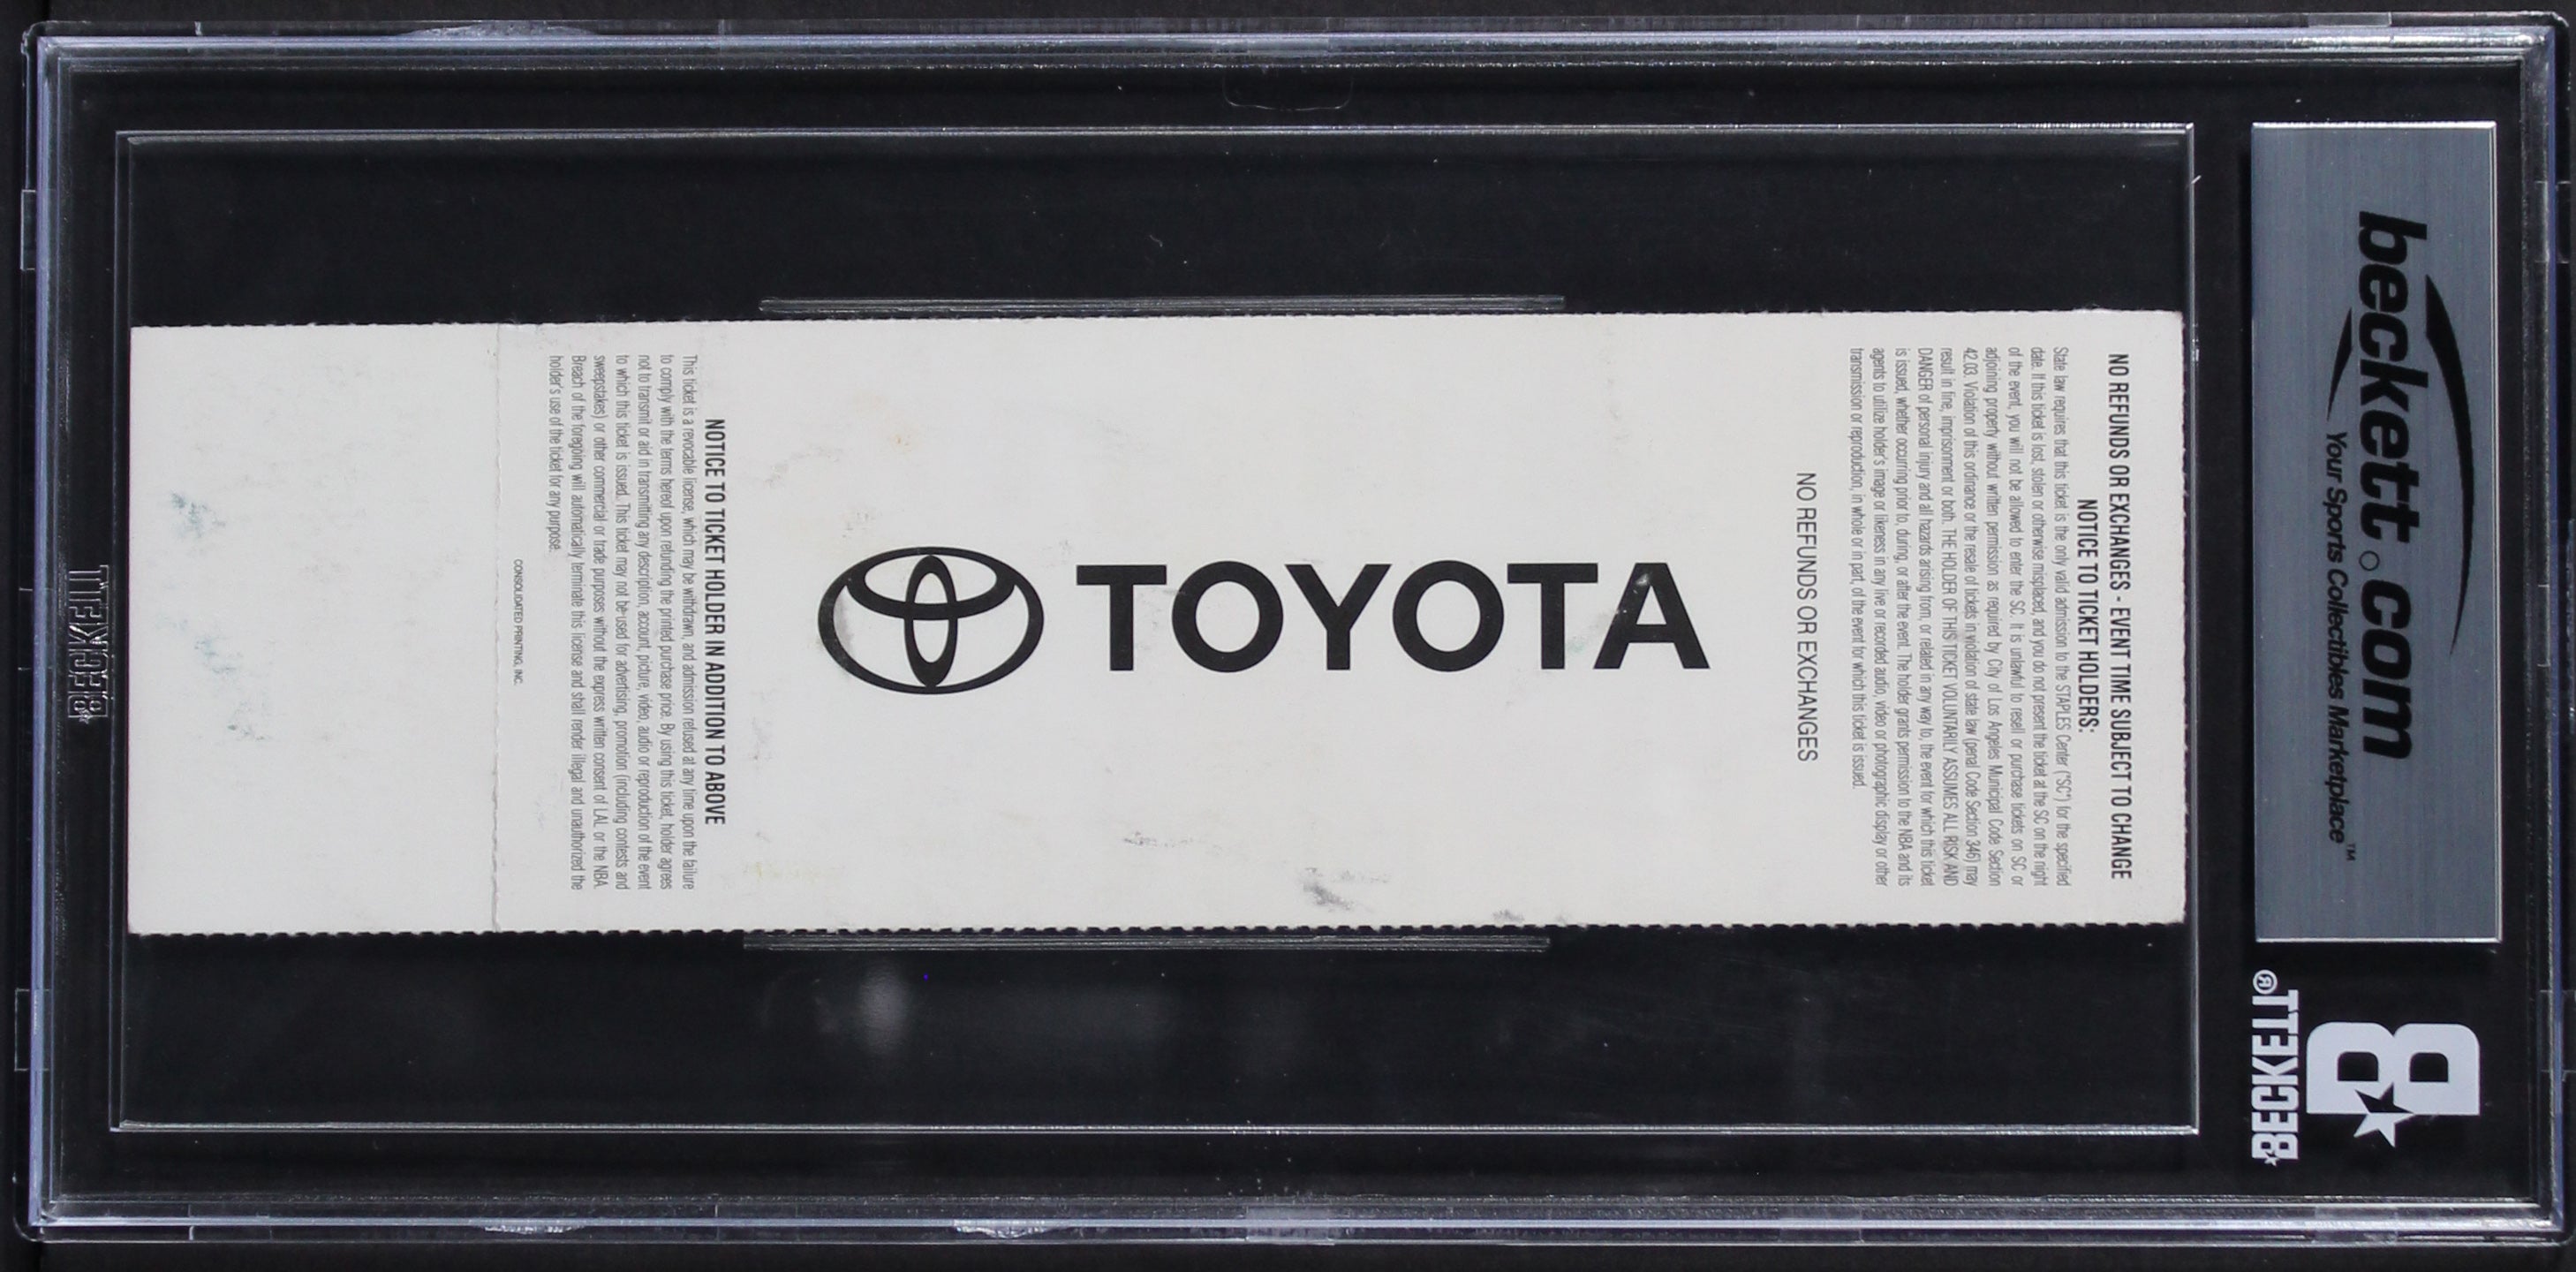 beckett.com
Your Sports Collectibles Marketplace™
BECKETT®
NO REFUNDS OR EXCHANGES - EVENT TIME SUBJECT TO CHANGE
NOTICE TO TICKET HOLDERS:
State law requires that this ticket is the only valid admission to the STAPLES Center ("SC") for the specified
date. If this ticket is lost, stolen or otherwise misplaced, and you do not present the ticket at the SC on the night
of the event, you will not be allowed to enter the SC. It is unlawful to resell or purchase tickets on SC or
adjoining property without written permission as required by City of Los Angeles Municipal Code Section
42.03. Violation of this ordinance or the resale of tickets in violation of state law (penal Code Section 346) may
result in fine, imprisonment or both. THE HOLDER OF THIS TICKET VOLUNTARILY ASSUMES ALL RISK AND
DANGER of personal injury and all hazards arising from, or related in any way to, the event for which this ticket
is issued, whether occurring prior to, during, or after the event. The holder grants permission to the NBA and its
agents to utilize holder's image or likeness in any live or recorded audio, video or photographic display or other
transmission or reproduction, in whole or in part, of the event for which this ticket is issued.
NO REFUNDS OR EXCHANGES
TOYOTA
NOTICE TO TICKET HOLDER IN ADDITION TO ABOVE
This ticket is a revocable license, which may be withdrawn, and admission refused at any time upon the failure
to comply with the terms hereof upon refunding the printed purchase price. By using this ticket, holder agrees
not to transmit or aid in transmitting any description, account, picture, video, audio or reproduction of the event
to which this ticket is issued. This ticket may not be used for advertising, promotion (including contests and
sweepstakes) or other commercial or trade purposes without the express written consent of LAL or the NBA.
Breach of the foregoing will automatically terminate this license and shall render illegal and unauthorized the
holder's use of the ticket for any purpose.
CONSOLIDATED PRINTING, INC.
BECKETT